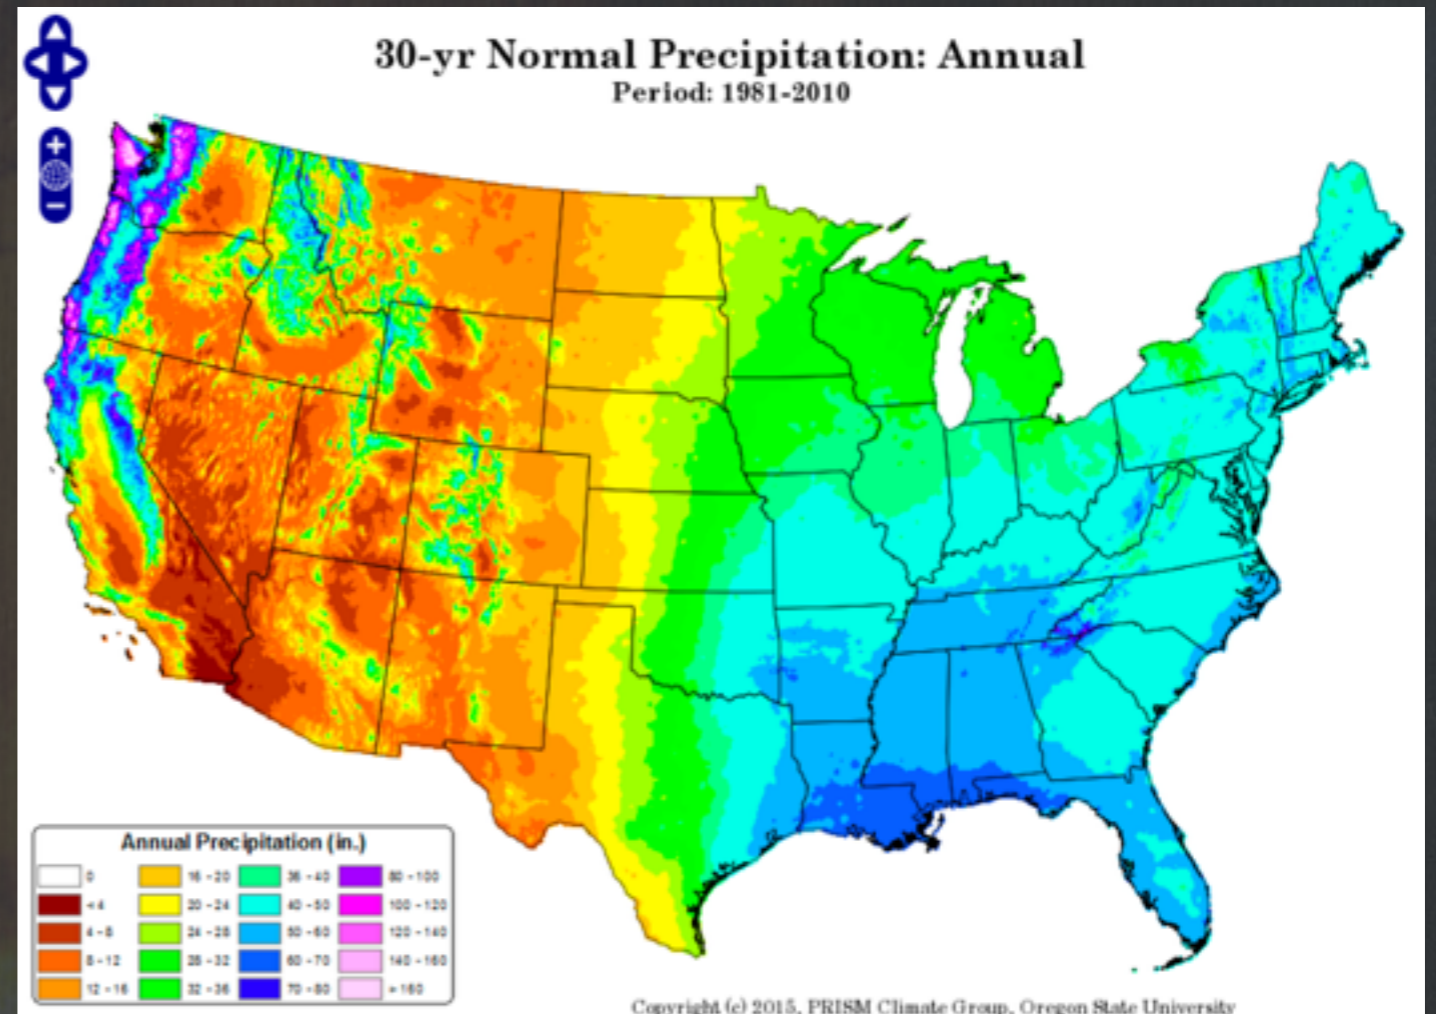 30-yr Normal Precipitation: Annual
Period: 1981-2010
+
−
Annual Precipitation (in.)
0
16 - 20
36 - 40
80 - 100
< 4
20 - 24
40 - 50
100 - 120
4 - 8
24 - 28
50 - 60
120 - 140
8 - 12
28 - 32
60 - 70
140 - 160
12 - 16
32 - 36
70 - 80
> 160
Copyright (c) 2015, PRISM Climate Group, Oregon State University